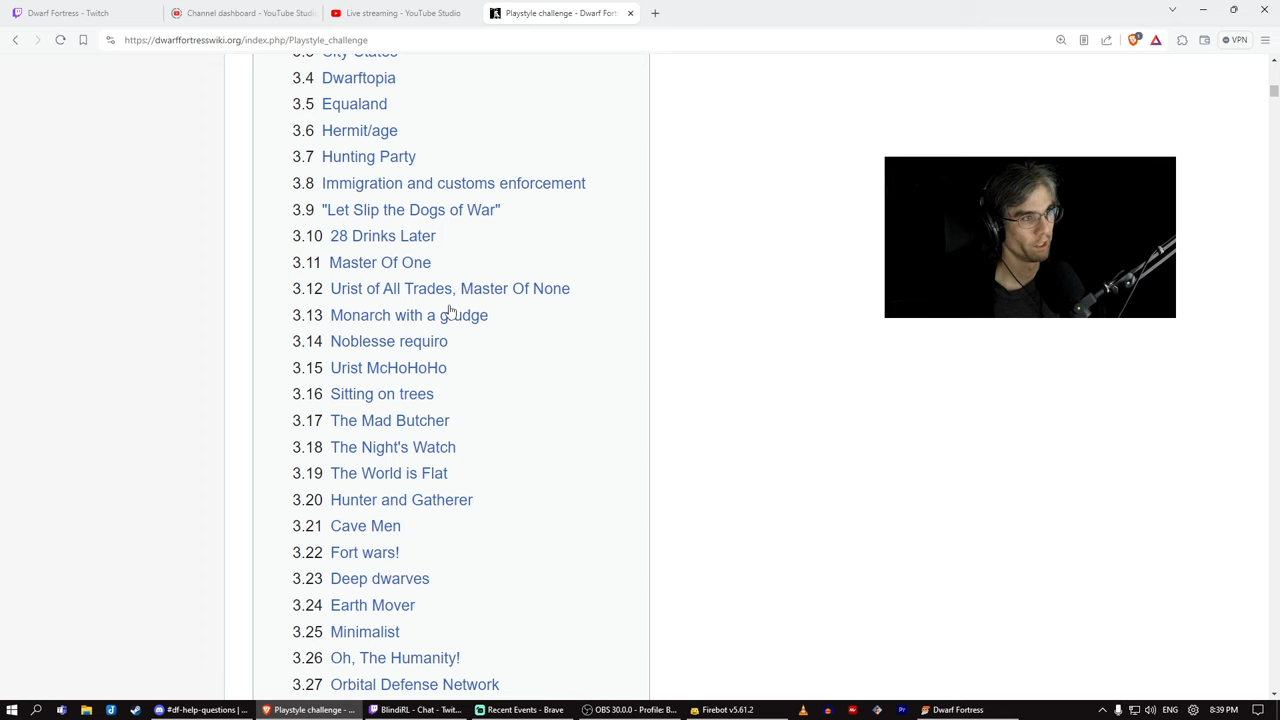 Dwarf Fortress - Twitch
Channel dashboard - YouTube Studi
Live streaming - YouTube Studio
Playstyle challenge - Dwarf Fort
https://dwarffortresswiki.org/index.php/Playstyle_challenge
VPN
3.4 Dwarftopia
3.5 Equaland
3.6 Hermit/age
3.7 Hunting Party
3.8 Immigration and customs enforcement
3.9 "Let Slip the Dogs of War"
3.10 28 Drinks Later
3.11 Master Of One
3.12 Urist of All Trades, Master Of None
3.13 Monarch with a grudge
3.14 Noblesse requiro
3.15 Urist McHoHoHo
3.16 Sitting on trees
3.17 The Mad Butcher
3.18 The Night's Watch
3.19 The World is Flat
3.20 Hunter and Gatherer
3.21 Cave Men
3.22 Fort wars!
3.23 Deep dwarves
3.24 Earth Mover
3.25 Minimalist
3.26 Oh, The Humanity!
3.27 Orbital Defense Network
#df-help-questions | ...
Playstyle challenge - ...
BlindiRL - Chat - Twit...
Recent Events - Brave
OBS 30.0.0 - Profile: B...
Firebot v5.61.2
Dwarf Fortress
ENG
8:39 PM